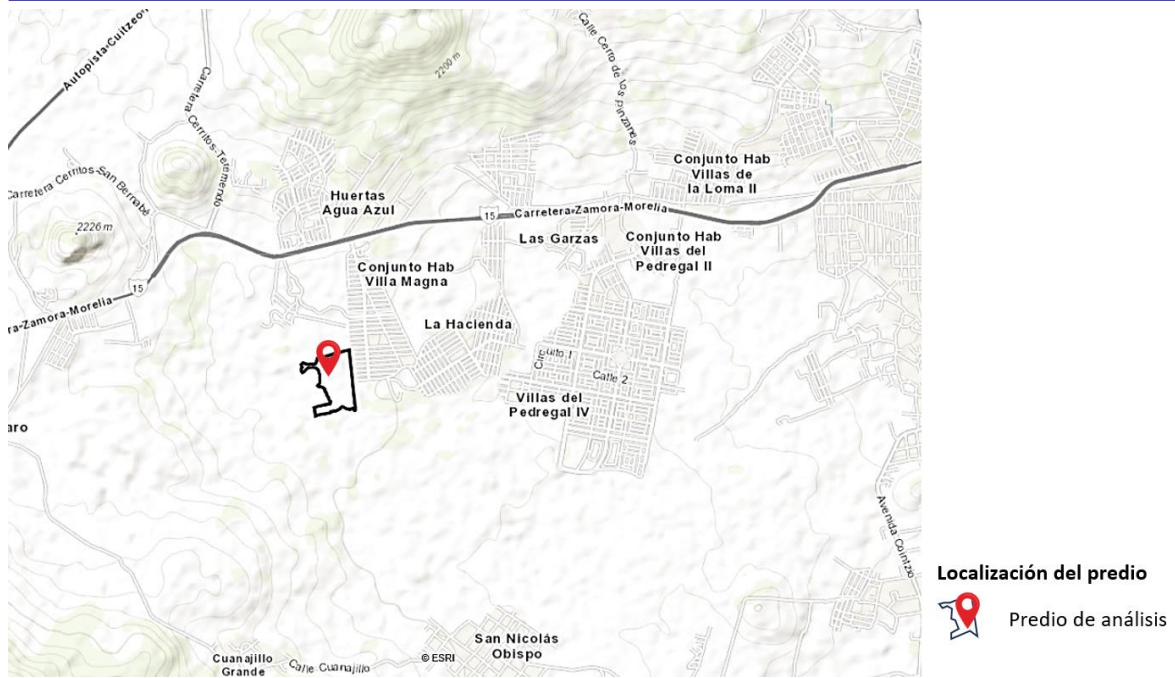 Autopista-Cuitzeo-
Carretera Cerritos-Teremendo
2200 m
Calle Cerro de los pinzanes
Carretera Cerritos-San Bernabé
2226 m
Huertas
Agua Azul
Conjunto Hab
Villas de
la Loma II
15
Carretera-Zamora-Morelia
Las Garzas
Conjunto Hab
Villas del
Pedregal II
Conjunto Hab
Villa Magna
15
ra-Zamora-Morelia
La Hacienda
Circuito 1
Calle 2
Villas del
Pedregal IV
aro
Avenida Cointzio
San Nicolás
Obispo
© ESRI
Cuanajillo
Grande
Calle Cuanajillo
Localización del predio
Predio de análisis